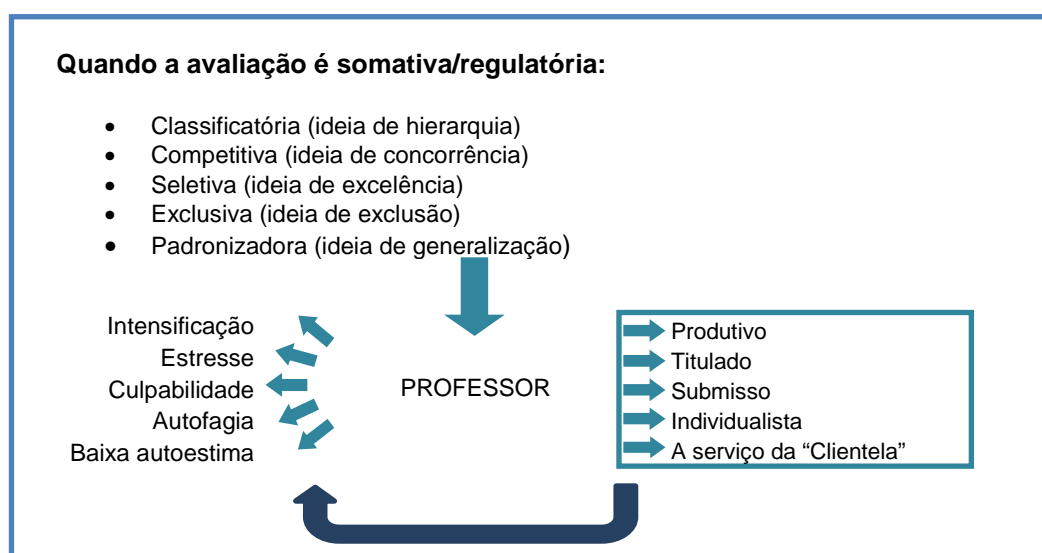 Quando a avaliação é somativa/regulatória:
• Classificatória (ideia de hierarquia)
• Competitiva (ideia de concorrência)
• Seletiva (ideia de excelência)
• Exclusiva (ideia de exclusão)
• Padronizadora (ideia de generalização)
Intensificação
Estresse
Culpabilidade
Autofagia
Baixa autoestima
PROFESSOR
Produtivo
Titulado
Submisso
Individualista
A serviço da “Clientela”